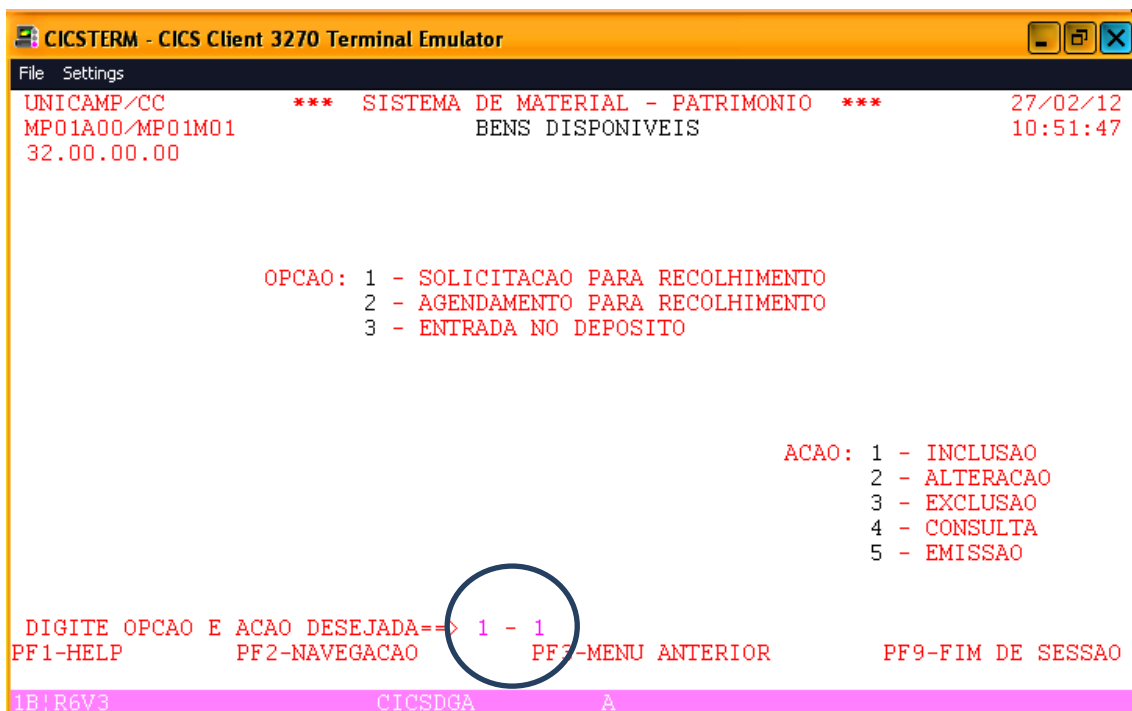 CICSTERM - CICS Client 3270 Terminal Emulator
File Settings
UNICAMP/CC *** SISTEMA DE MATERIAL - PATRIMONIO *** 27/02/12
MP01A00/MP01M01 BENS DISPONIVEIS 10:51:47
32.00.00.00
OPCAO: 1 - SOLICITACAO PARA RECOLHIMENTO
2 - AGENDAMENTO PARA RECOLHIMENTO
3 - ENTRADA NO DEPOSITO
ACAO: 1 - INCLUSAO
2 - ALTERACAO
3 - EXCLUSAO
4 - CONSULTA
5 - EMISSAO
DIGITE OPCAO E ACAO DESEJADA==> 1 - 1
PF1-HELP PF2-NAVEGACAO PF3-MENU ANTERIOR PF9-FIM DE SESSAO
1B¦R6V3 CICSDGA A